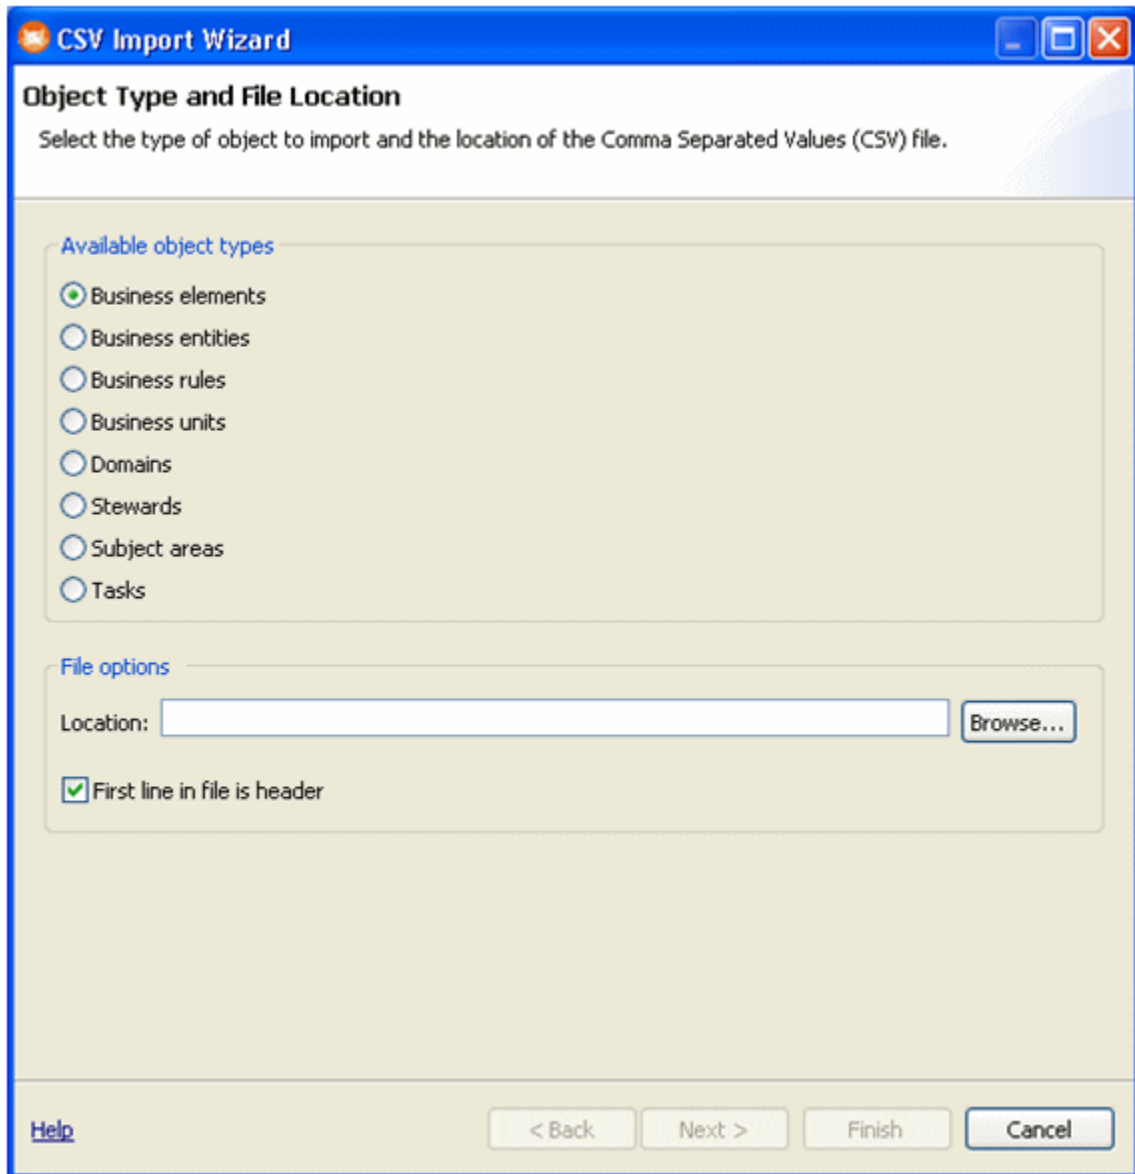 CSV Import Wizard
Object Type and File Location
Select the type of object to import and the location of the Comma Separated Values (CSV) file.
Available object types
Business elements
Business entities
Business rules
Business units
Domains
Stewards
Subject areas
Tasks
File options
Location:
Browse...
First line in file is header
Help
< Back
Next >
Finish
Cancel